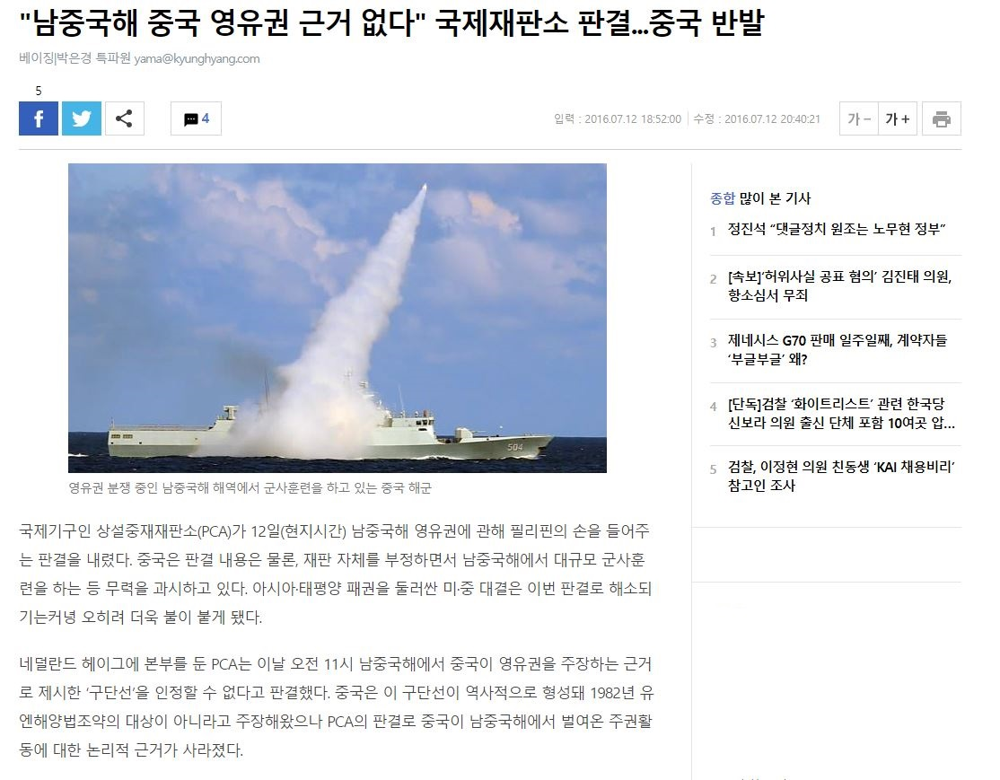 "남중국해 중국 영유권 근거 없다" 국제재판소 판결...중국 반발
베이징|박은경 특파원 yama@kyunghyang.com
5
4
입력 : 2016.07.12 18:52:00 수정 : 2016.07.12 20:40:21
가 −
가 +
504
영유권 분쟁 중인 남중국해 해역에서 군사훈련을 하고 있는 중국 해군
국제기구인 상설중재재판소(PCA)가 12일(현지시간) 남중국해 영유권에 관해 필리핀의 손을 들어주
는 판결을 내렸다. 중국은 판결 내용은 물론, 재판 자체를 부정하면서 남중국해에서 대규모 군사훈
련을 하는 등 무력을 과시하고 있다. 아시아·태평양 패권을 둘러싼 미·중 대결은 이번 판결로 해소되
기는커녕 오히려 더욱 불이 붙게 됐다.
네덜란드 헤이그에 본부를 둔 PCA는 이날 오전 11시 남중국해에서 중국이 영유권을 주장하는 근거
로 제시한 ‘구단선’을 인정할 수 없다고 판결했다. 중국은 이 구단선이 역사적으로 형성돼 1982년 유
엔해양법조약의 대상이 아니라고 주장해왔으나 PCA의 판결로 중국이 남중국해에서 벌여온 주권활
동에 대한 논리적 근거가 사라졌다.
종합 많이 본 기사
1 정진석 “댓글정치 원조는 노무현 정부”
2 [속보]‘허위사실 공표 혐의’ 김진태 의원,
항소심서 무죄
3 제네시스 G70 판매 일주일째, 계약자들
‘부글부글’ 왜?
4 [단독]검찰 ‘화이트리스트’ 관련 한국당
신보라 의원 출신 단체 포함 10여곳 압...
5 검찰, 이정현 의원 친동생 ‘KAI 채용비리’
참고인 조사